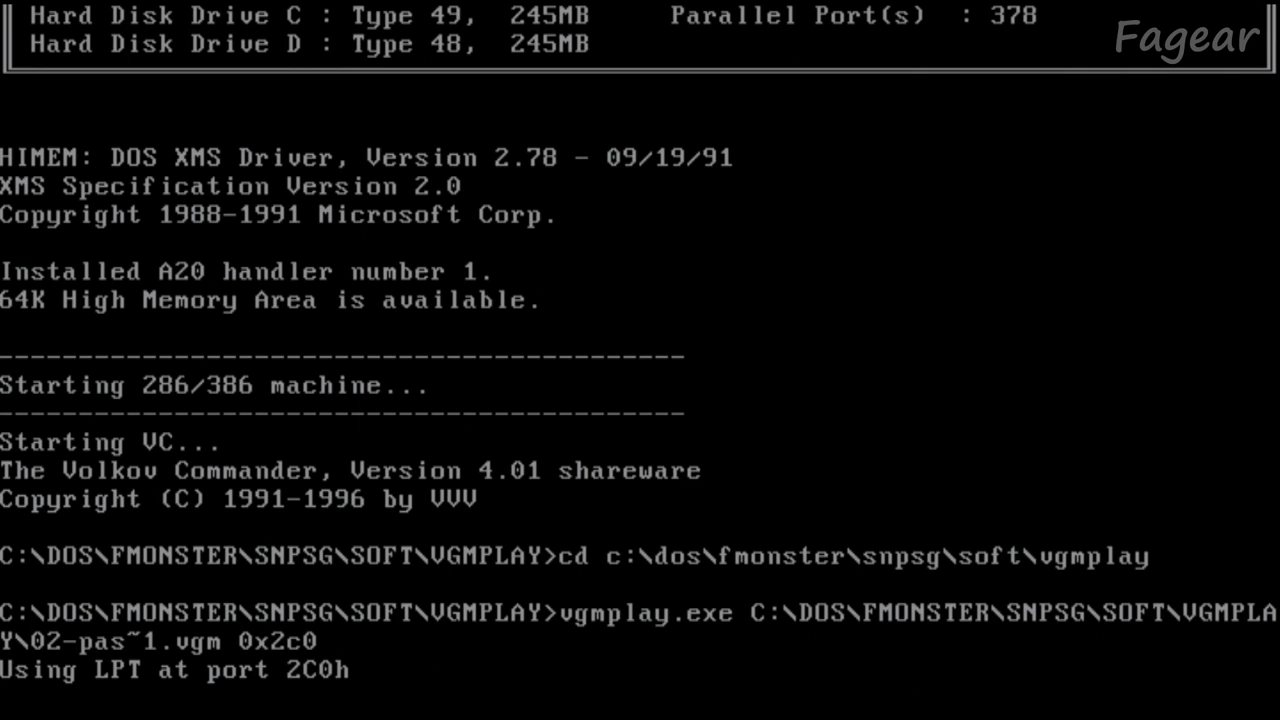 Hard Disk Drive C : Type 49,  245MB     Parallel Port(s)  : 378
Hard Disk Drive D : Type 48,  245MB
Fagear
HIMEM: DOS XMS Driver, Version 2.78 - 09/19/91
XMS Specification Version 2.0
Copyright 1988-1991 Microsoft Corp.
Installed A20 handler number 1.
64K High Memory Area is available.
-------------------------------------------
Starting 286/386 machine...
-------------------------------------------
Starting VC...
The Volkov Commander, Version 4.01 shareware
Copyright (C) 1991-1996 by VVV
C:\DOS\FMONSTER\SNPSG\SOFT\VGMPLAY>cd c:\dos\fmonster\snpsg\soft\vgmplay
C:\DOS\FMONSTER\SNPSG\SOFT\VGMPLAY>vgmplay.exe C:\DOS\FMONSTER\SNPSG\SOFT\VGMPLA
Y\02-pas~1.vgm 0x2c0
Using LPT at port 2C0h